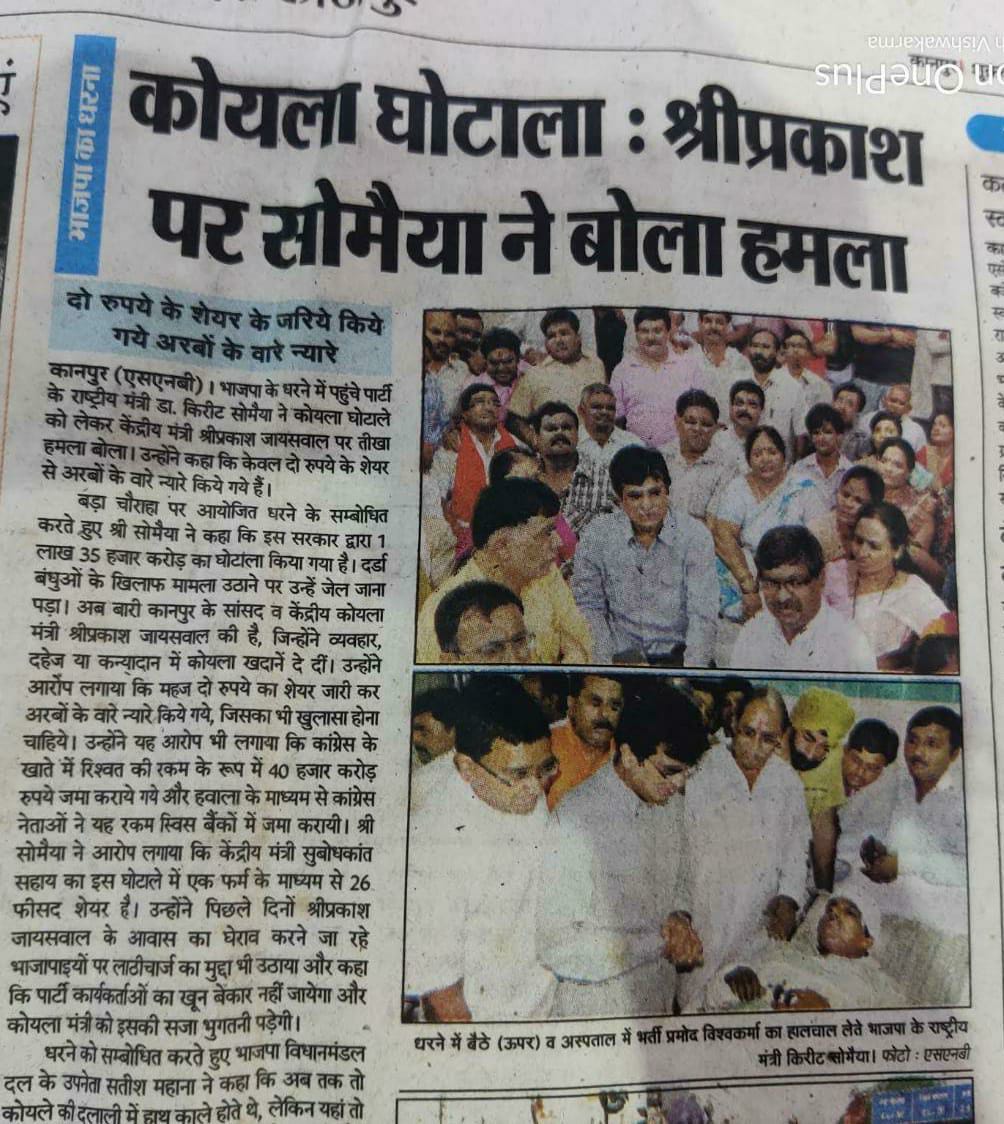 भाजपा का धरना
कोयला घोटाला : श्रीप्रकाश
पर सोमैया ने बोला हमला
दो रुपये के शेयर के जरिये किये
गये अरबों के वारे न्यारे
कानपुर (एसएनबी)। भाजपा के धरने में पहुंचे पार्टी
के राष्ट्रीय मंत्री डा. किरीट सोमैया ने कोयला घोटाले
को लेकर केंद्रीय मंत्री श्रीप्रकाश जायसवाल पर तीखा
हमला बोला। उन्होंने कहा कि केवल दो रुपये के शेयर
से अरबों के वारे न्यारे किये गये हैं।
बड़ा चौराहा पर आयोजित धरने के सम्बोधित
करते हुए श्री सोमैया ने कहा कि इस सरकार द्वारा 1
लाख 35 हजार करोड़ का घोटाला किया गया है। दर्डा
बंधुओं के खिलाफ मामला उठाने पर उन्हें जेल जाना
पड़ा। अब बारी कानपुर के सांसद व केंद्रीय कोयला
मंत्री श्रीप्रकाश जायसवाल की है, जिन्होंने व्यवहार,
दहेज या कन्यादान में कोयला खदानें दे दीं। उन्होंने
आरोप लगाया कि महज दो रुपये का शेयर जारी कर
अरबों के वारे न्यारे किये गये, जिसका भी खुलासा होना
चाहिये। उन्होंने यह आरोप भी लगाया कि कांग्रेस के
खाते में रिश्वत की रकम के रूप में 40 हजार करोड़
रुपये जमा कराये गये और हवाला के माध्यम से कांग्रेस
नेताओं ने यह रकम स्विस बैंकों में जमा करायी। श्री
सोमैया ने आरोप लगाया कि केंद्रीय मंत्री सुबोधकांत
सहाय का इस घोटाले में एक फर्म के माध्यम से 26
फीसद शेयर है। उन्होंने पिछले दिनों श्रीप्रकाश
जायसवाल के आवास का घेराव करने जा रहे
भाजापाइयों पर लाठीचार्ज का मुद्दा भी उठाया और कहा
कि पार्टी कार्यकर्ताओं का खून बेकार नहीं जायेगा और
कोयला मंत्री को इसकी सजा भुगतनी पड़ेगी।
धरने को सम्बोधित करते हुए भाजपा विधानमंडल
दल के उपनेता सतीश महाना ने कहा कि अब तक तो
कोयले की दलाली में हाथ काले होते थे, लेकिन यहां तो
धरने में बैठे (ऊपर) व अस्पताल में भर्ती प्रमोद विश्वकर्मा का हालचाल लेते भाजपा के राष्ट्रीय
मंत्री किरीट सोमैया। फोटो : एसएनबी
on OnePlus
Vishwakarma
कानपुर।